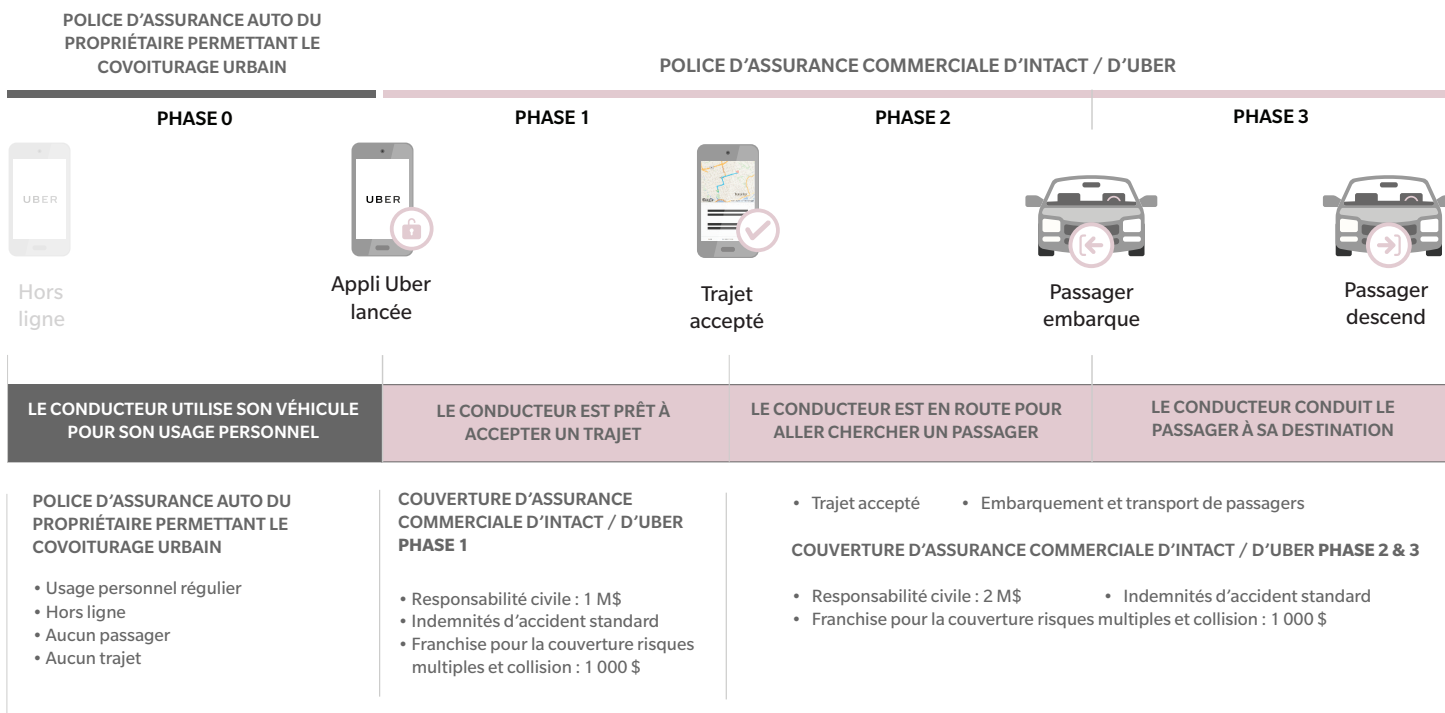 POLICE D'ASSURANCE AUTO DU
PROPRIÉTAIRE PERMETTANT LE
COVOITURAGE URBAIN
POLICE D'ASSURANCE COMMERCIALE D'INTACT / D'UBER
PHASE 0
PHASE 1
PHASE 2
PHASE 3
UBER
UBER
Hors
ligne
Appli Uber
lancée
Trajet
accepté
Passager
embarque
Passager
descend
LE CONDUCTEUR UTILISE SON VÉHICULE
POUR SON USAGE PERSONNEL
LE CONDUCTEUR EST PRÊT À
ACCEPTER UN TRAJET
LE CONDUCTEUR EST EN ROUTE POUR
ALLER CHERCHER UN PASSAGER
LE CONDUCTEUR CONDUIT LE
PASSAGER À SA DESTINATION
POLICE D'ASSURANCE AUTO DU
PROPRIÉTAIRE PERMETTANT LE
COVOITURAGE URBAIN
• Usage personnel régulier
• Hors ligne
• Aucun passager
• Aucun trajet
COUVERTURE D'ASSURANCE
COMMERCIALE D'INTACT / D'UBER
PHASE 1
• Responsabilité civile : 1 M$
• Indemnités d'accident standard
• Franchise pour la couverture risques
multiples et collision : 1 000 $
• Trajet accepté • Embarquement et transport de passagers
COUVERTURE D'ASSURANCE COMMERCIALE D'INTACT / D'UBER PHASE 2 & 3
• Responsabilité civile : 2 M$ • Indemnités d'accident standard
• Franchise pour la couverture risques multiples et collision : 1 000 $